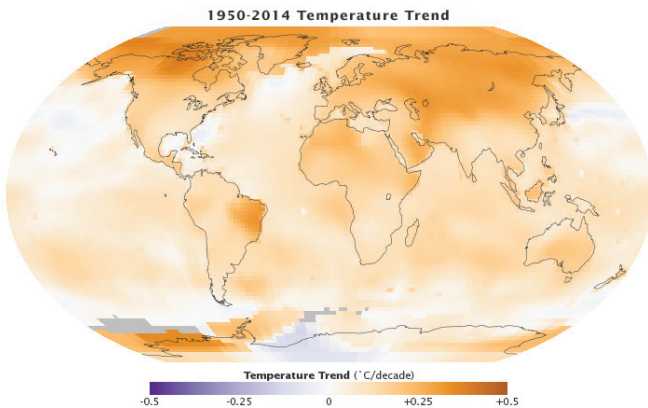 1950-2014 Temperature Trend
Temperature Trend (˚C/decade)
-0.5 -0.25 0 +0.25 +0.5